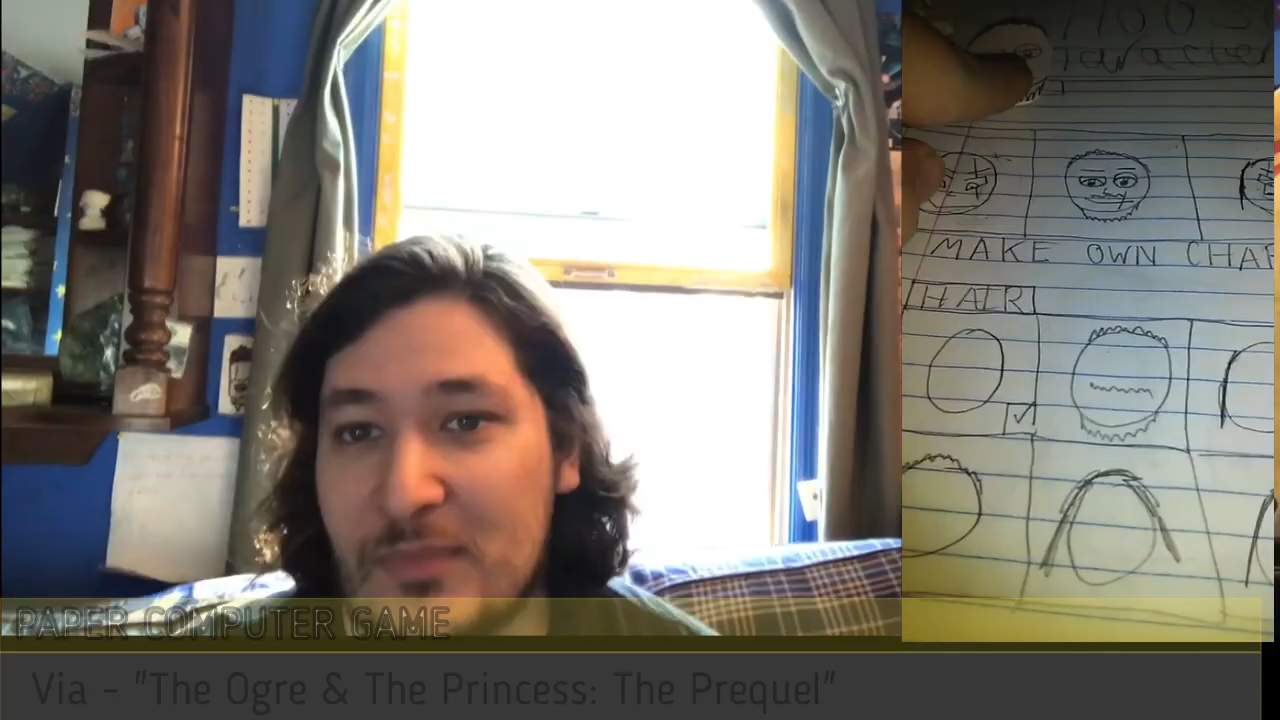 MAKE OWN CHAR
HAIR
PAPER COMPUTER GAME
Via - "The Ogre & The Princess: The Prequel"